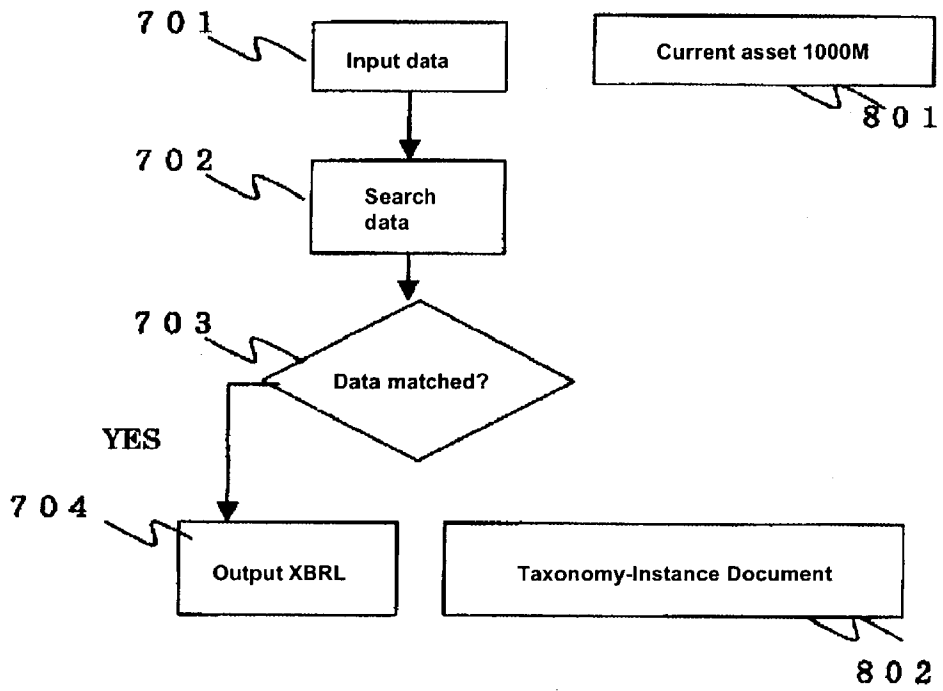 ７０１
Input data
Current asset 1000M
８０１
７０２
Search
data
７０３
Data matched?
YES
７０４
Output XBRL
Taxonomy-Instance Document
８０２